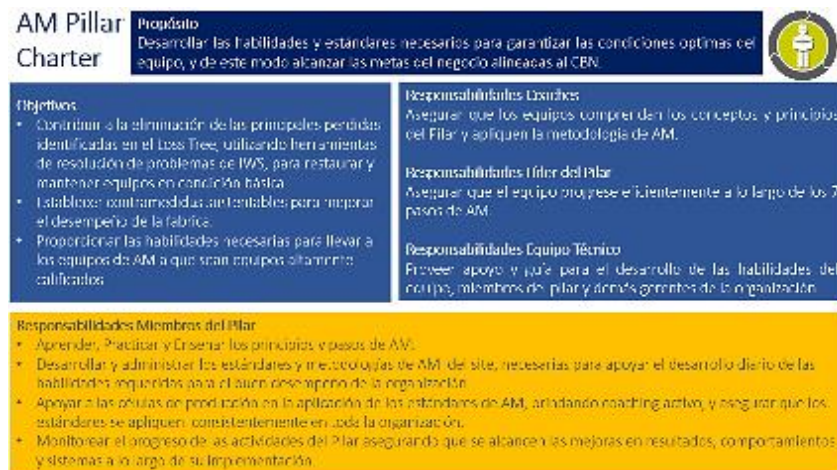 AM Pillar
Charter
Propósito
Desarrollar las habilidades y estándares necesarios para garantizar las condiciones optimas del
equipo, y de este modo alcanzar las metas del negocio alineadas al CBN.
Objetivos
• Contribuir a la eliminación de las principales perdidas
identificadas en el Loss Tree, utilizando herramientas
de resolución de problemas de IWS, para restaurar y
mantener equipos en condición básica
• Establecer contramedidas sustentables para mejorar
el desempeño de la fabrica.
• Proporcionar las habilidades necesarias para llevar a
los equipos de AM a que sean equipos altamente
calificados
Responsabilidades Coaches
Asegurar que los equipos comprendan los conceptos y principios
del Pilar y apliquen la metodología de AM.
Responsabilidades Líder del Pilar
Asegurar que el equipo progrese eficientemente a lo largo de los 7
pasos de AM.
Responsabilidades Equipo Técnico
Proveer apoyo y guía para el desarrollo de las habilidades del
equipo, miembros del pilar y demás gerentes de la organización
Responsabilidades Miembros del Pilar
• Aprender, Practicar y Enseñar los principios y pasos de AM.
• Desarrollar y administrar los estándares y metodologías de AM del site, necesarias para apoyar el desarrollo diario de las
habilidades requeridas para el buen desempeño de la organización
• Apoyar a las células de producción en la aplicación de los estándares de AM, brindando coaching activo, y asegurar que los
estándares se apliquen consistentemente en toda la organización.
• Monitorear el progreso de las actividades del Pilar asegurando que se alcancen las mejoras en resultados, comportamientos
y sistemas a lo largo de su implementación.